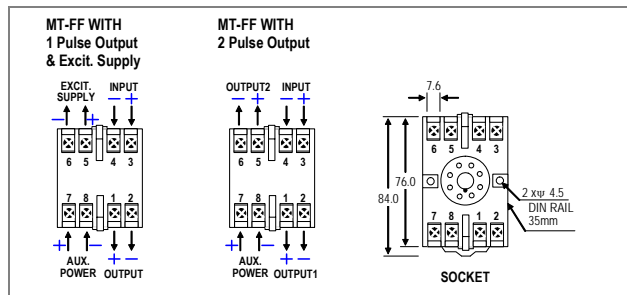 MT-FF WITH
1 Pulse Output
& Excit. Supply
EXCIT.
SUPPLY
INPUT
− + − +
6 5 4 3
7 8 1 2
+ − + −
AUX.
POWER
OUTPUT
MT-FF WITH
2 Pulse Output
OUTPUT2
INPUT
− + − +
6 5 4 3
7 8 1 2
+ − + −
AUX.
POWER
OUTPUT1
7.6
6 5 4 3
76.0
84.0
2 xψ 4.5
DIN RAIL
35mm
7 8 1 2
SOCKET